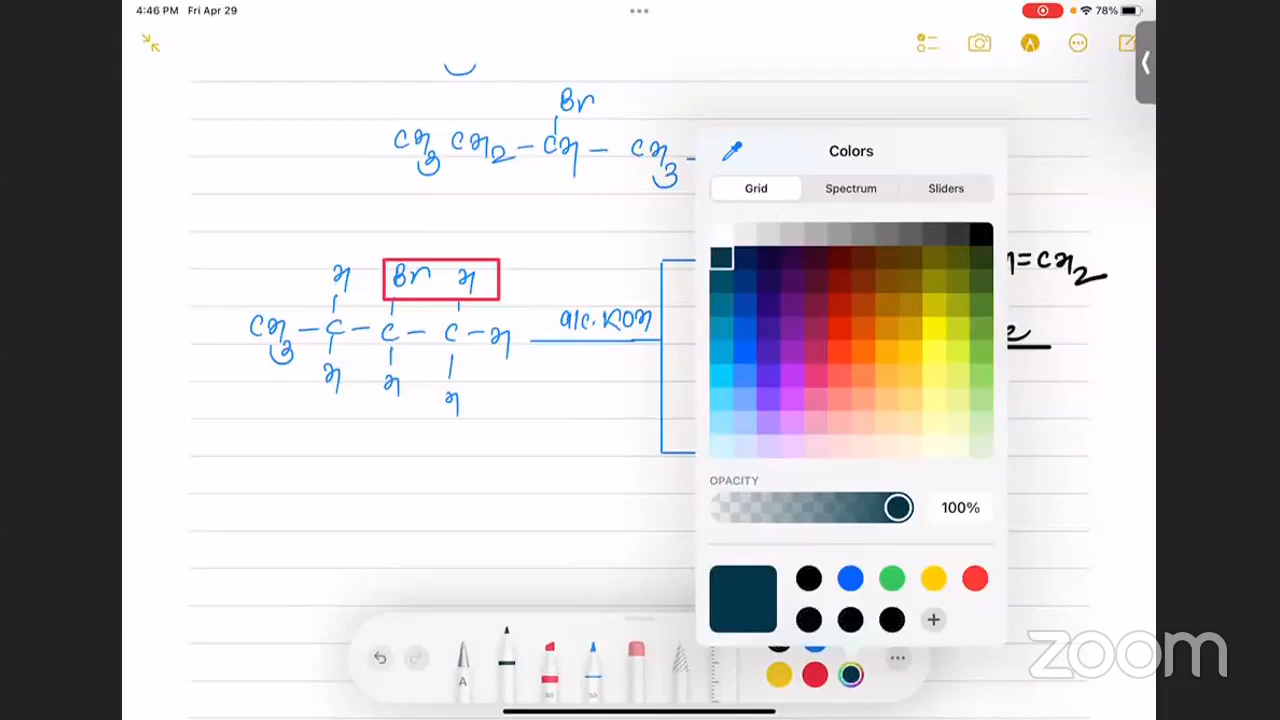 4:46 PM Fri Apr 29
78%
Br
CH3 CH2 – CH – CH3 –
H Br H
CH3 – C – C – C – H alc. KOH
H H H
=CH2
Colors
Grid Spectrum Sliders
OPACITY
100%
A
zoom